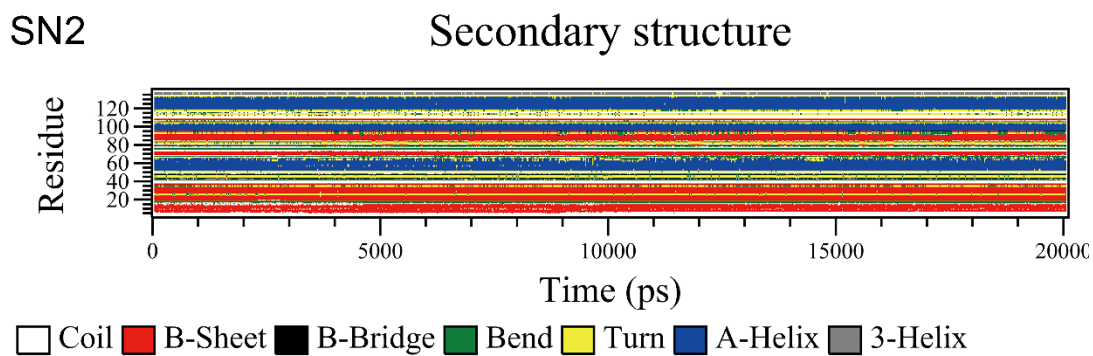 SN2
Secondary structure
Residue
120
100
80
60
40
20
0 5000 10000 15000 20000
Time (ps)
Coil B-Sheet B-Bridge Bend Turn A-Helix 3-Helix